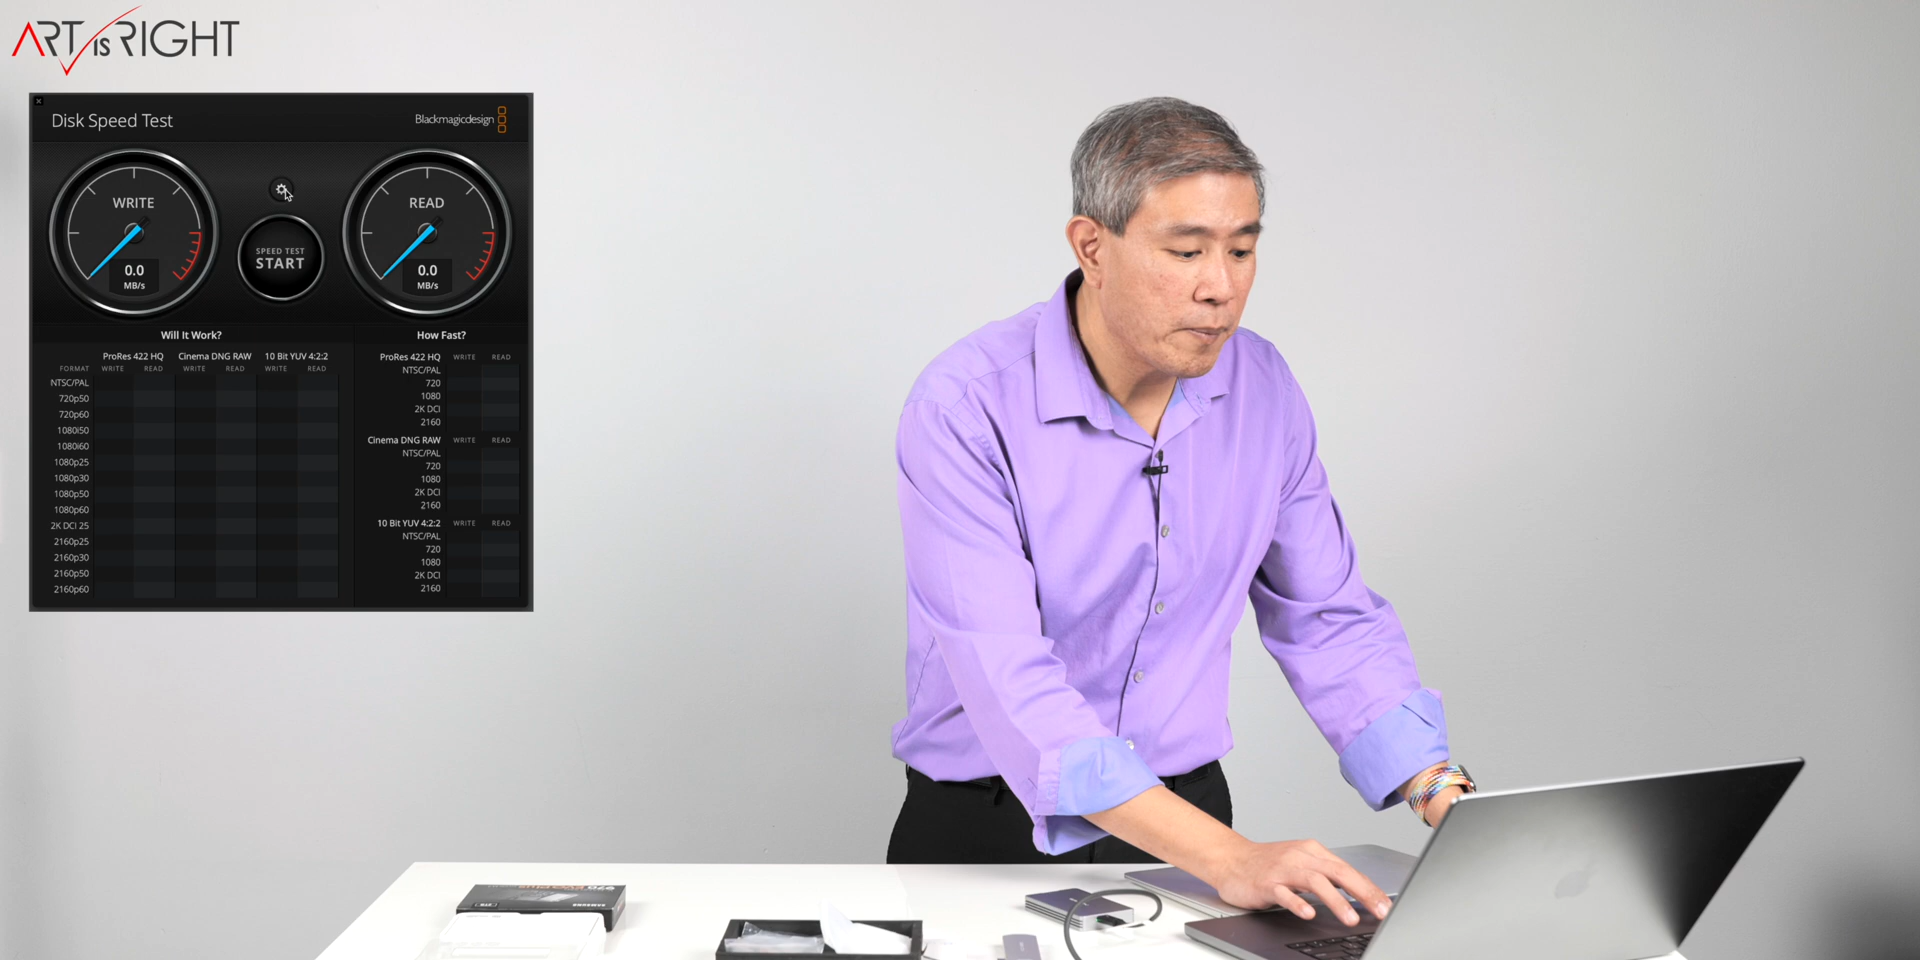 ART is RIGHT
Disk Speed Test
Blackmagicdesign
WRITE
0.0
MB/s
SPEED TEST
START
READ
0.0
MB/s
Will It Work?
ProRes 422 HQ Cinema DNG RAW 10 Bit YUV 4:2:2
FORMAT WRITE READ WRITE READ WRITE READ
NTSC/PAL
720p50
720p60
1080i50
1080i60
1080p25
1080p30
1080p50
1080p60
2K DCI 25
2160p25
2160p30
2160p50
2160p60
How Fast?
ProRes 422 HQ WRITE READ
NTSC/PAL
720
1080
2K DCI
2160
Cinema DNG RAW WRITE READ
NTSC/PAL
720
1080
2K DCI
2160
10 Bit YUV 4:2:2 WRITE READ
NTSC/PAL
720
1080
2K DCI
2160
970 EVO Plus
SAMSUNG